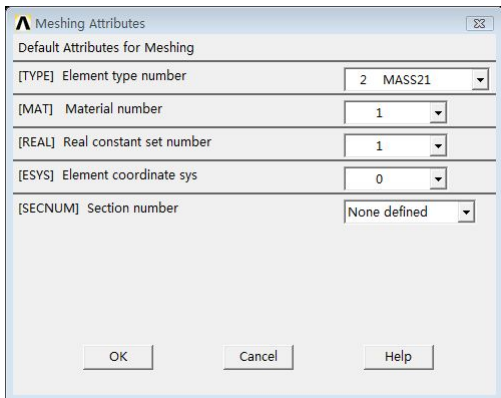 Meshing Attributes
Default Attributes for Meshing
[TYPE] Element type number 2 MASS21
[MAT] Material number 1
[REAL] Real constant set number 1
[ESYS] Element coordinate sys 0
[SECNUM] Section number None defined
OK Cancel Help